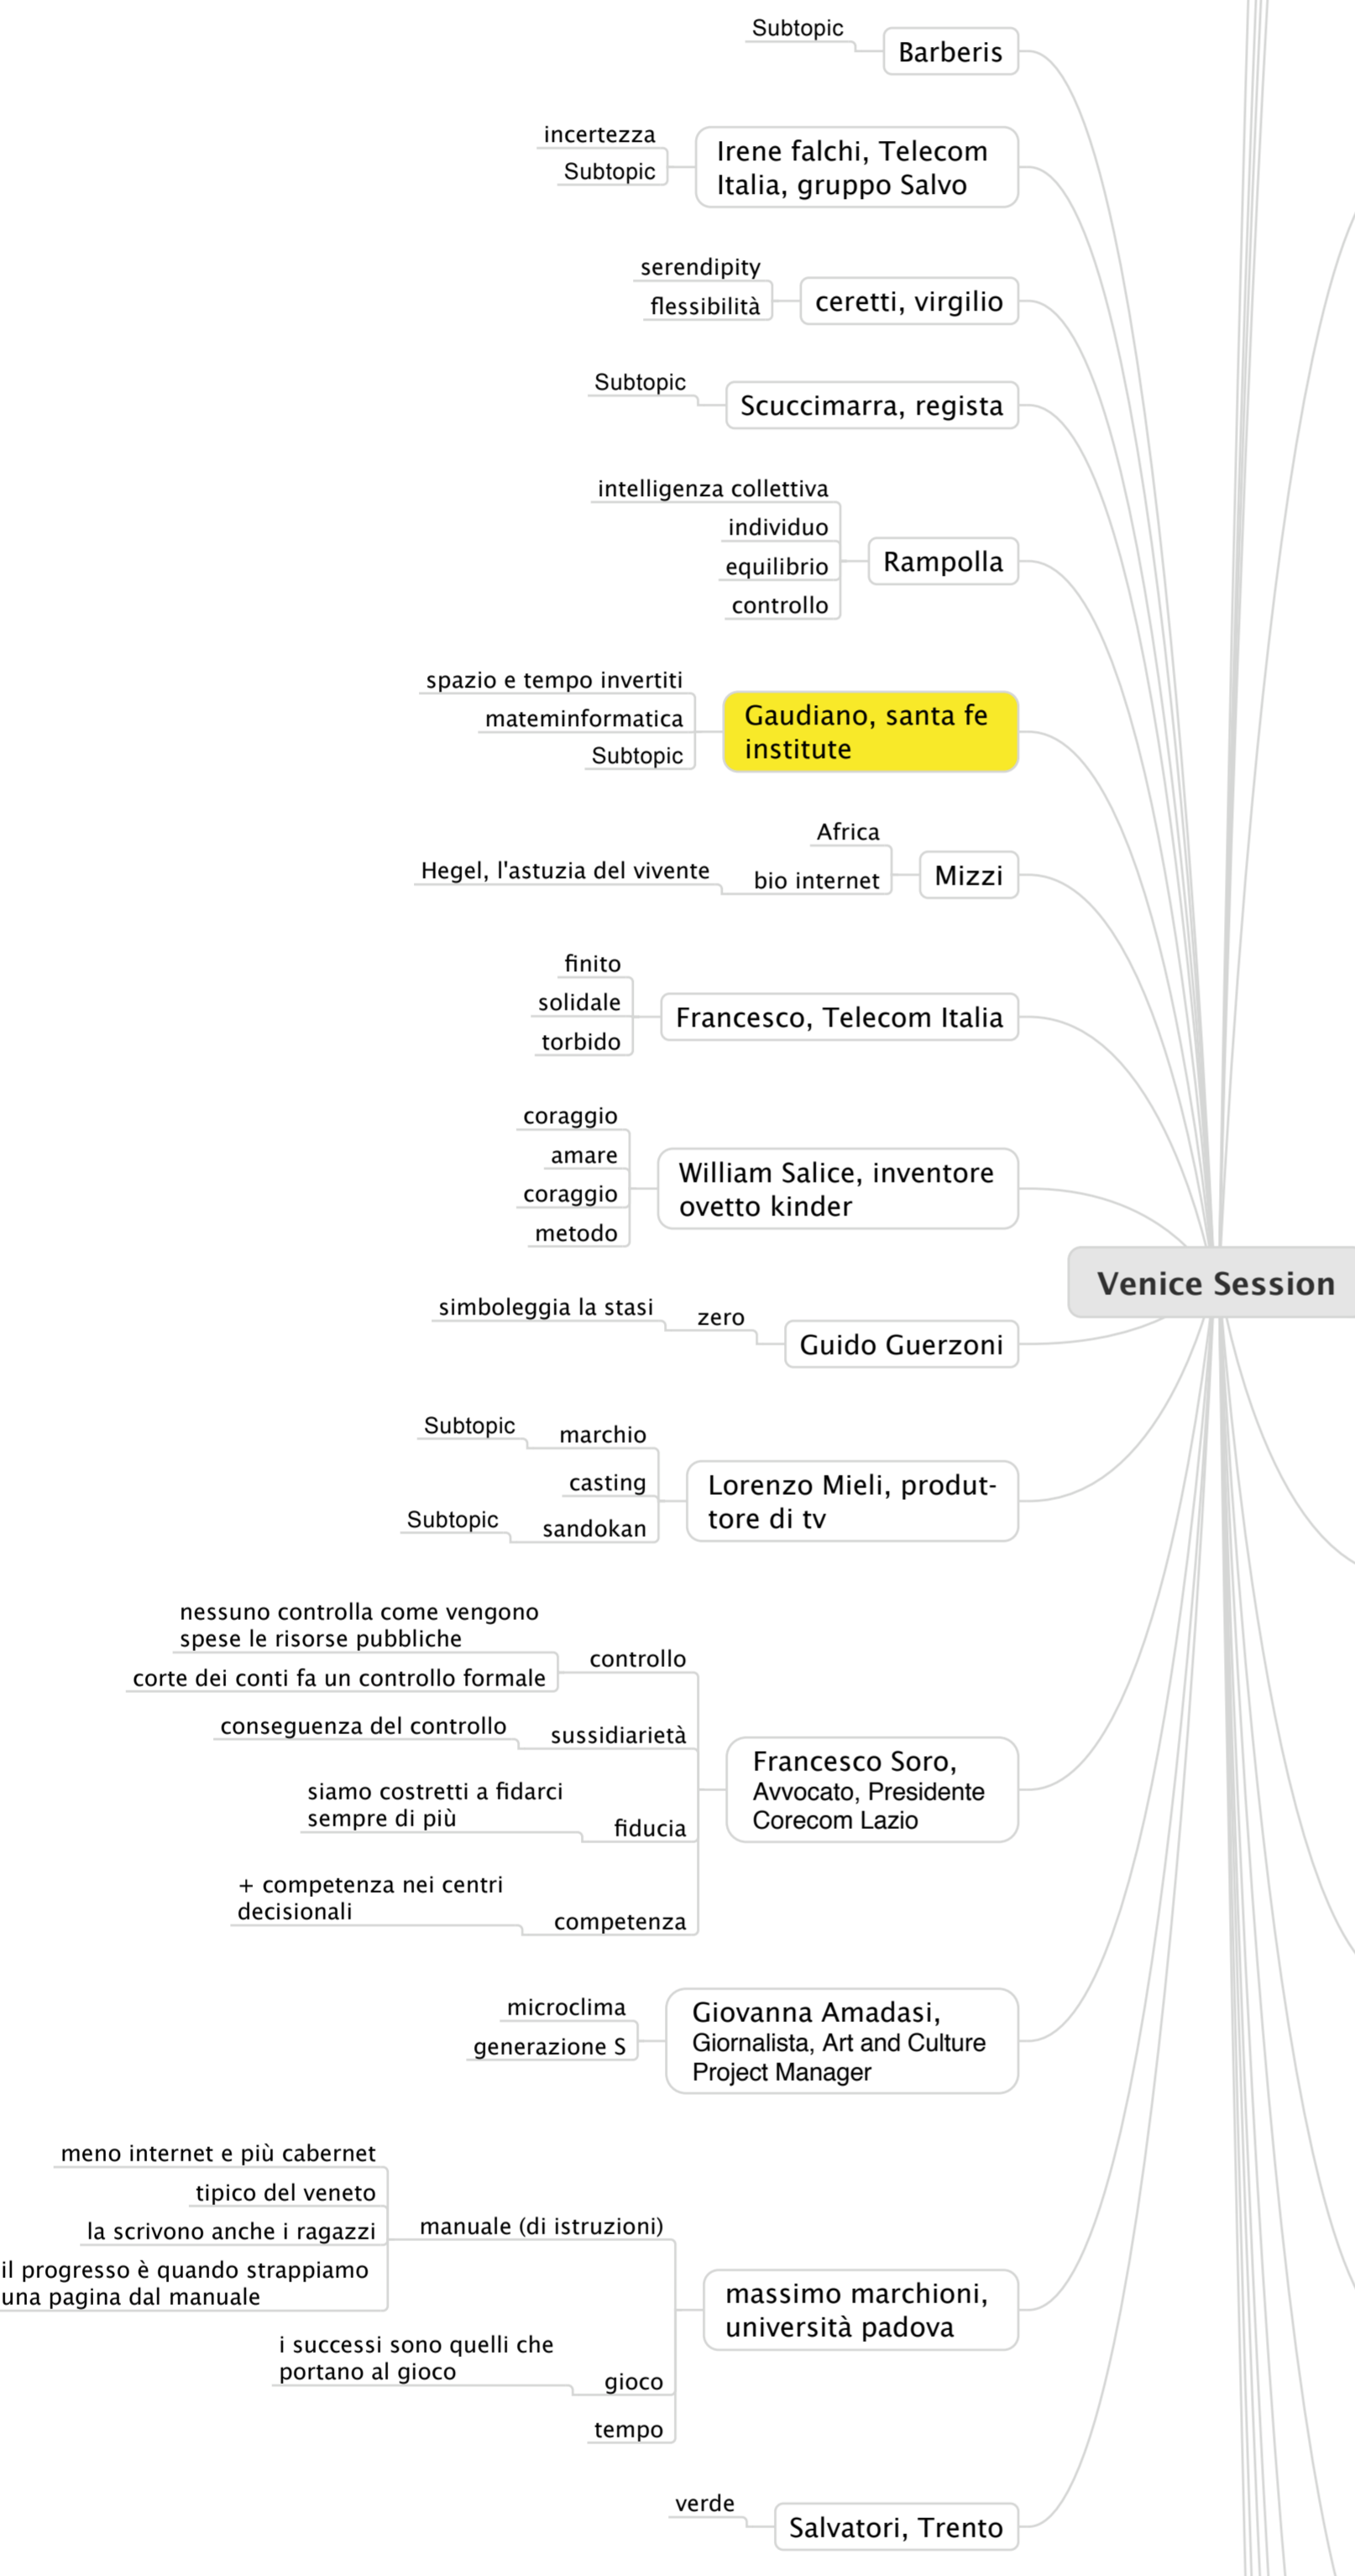 Subtopic
Barberis
incertezza
Subtopic
Irene falchi, Telecom
Italia, gruppo Salvo
serendipity
flessibilità
ceretti, virgilio
Subtopic
Scuccimarra, regista
intelligenza collettiva
individuo
equilibrio
controllo
Rampolla
spazio e tempo invertiti
mateminformatica
Subtopic
Gaudiano, santa fe
institute
Africa
Hegel, l'astuzia del vivente
bio internet
Mizzi
finito
solidale
torbido
Francesco, Telecom Italia
coraggio
amare
coraggio
metodo
William Salice, inventore
ovetto kinder
Venice Session
simboleggia la stasi
zero
Guido Guerzoni
Subtopic
marchio
casting
Subtopic
sandokan
Lorenzo Mieli, produt-
tore di tv
nessuno controlla come vengono
spese le risorse pubbliche
corte dei conti fa un controllo formale
controllo
conseguenza del controllo
sussidiarietà
siamo costretti a fidarci
sempre di più
fiducia
+ competenza nei centri
decisionali
competenza
Francesco Soro,
Avvocato, Presidente
Corecom Lazio
microclima
generazione S
Giovanna Amadasi,
Giornalista, Art and Culture
Project Manager
meno internet e più cabernet
tipico del veneto
la scrivono anche i ragazzi
il progresso è quando strappiamo
una pagina dal manuale
manuale (di istruzioni)
i successi sono quelli che
portano al gioco
gioco
tempo
massimo marchioni,
università padova
verde
Salvatori, Trento